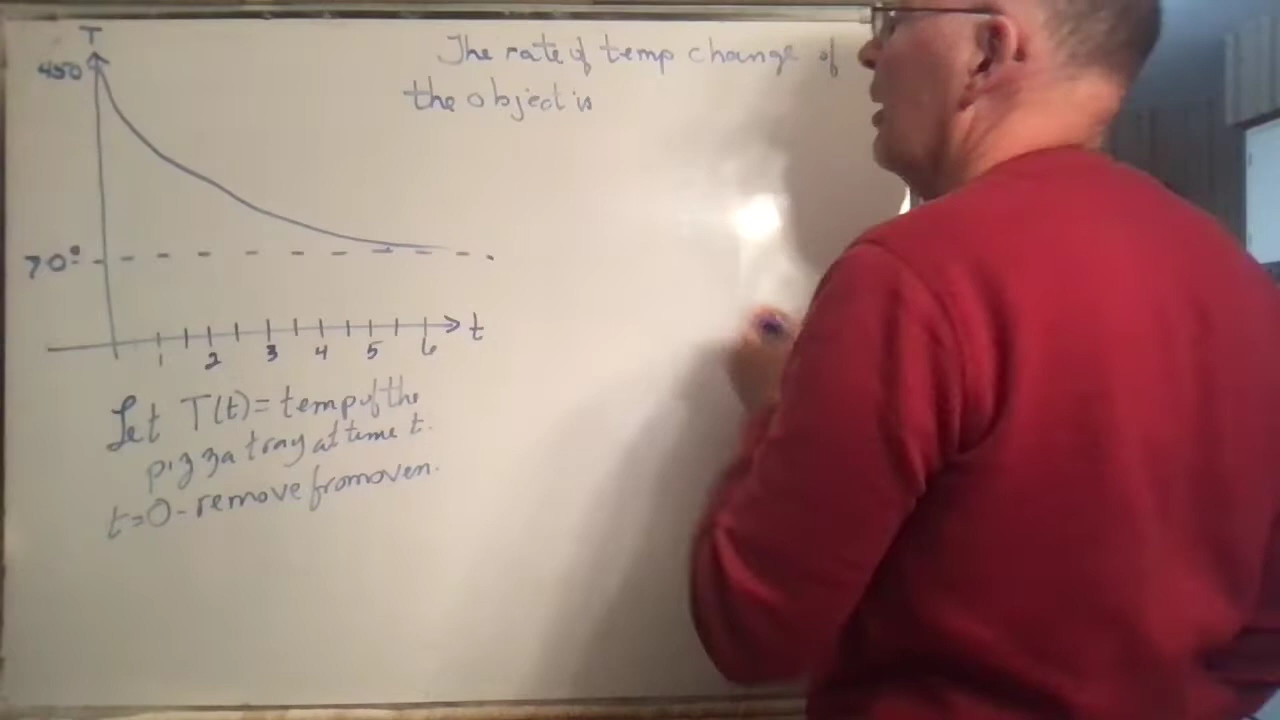 T
450
70°
1 2 3 4 5 6 t
Let T(t) = temp of the
pizza tray at time t.
t=0 - remove from oven.
The rate of temp change of
the object is